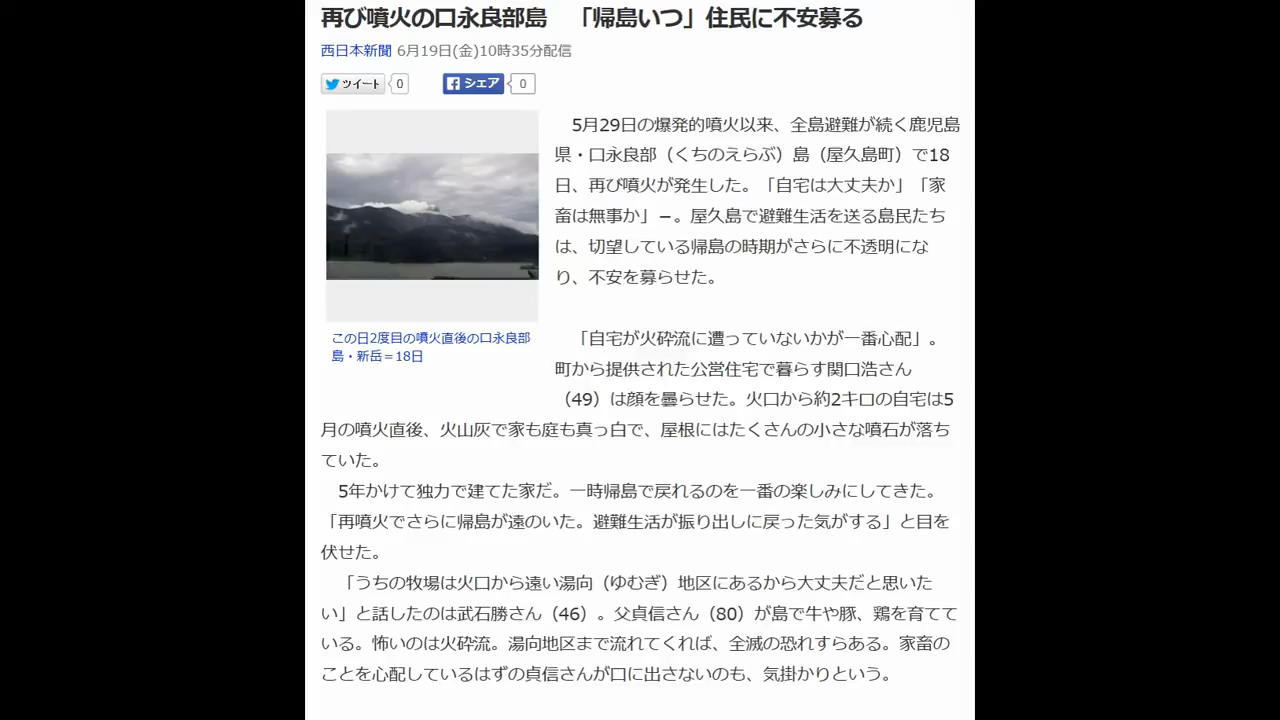 再び噴火の口永良部島　「帰島いつ」住民に不安募る
西日本新聞 6月19日(金)10時35分配信
ツイート 0 シェア 0
この日2度目の噴火直後の口永良部
島・新岳＝18日
　5月29日の爆発的噴火以来、全島避難が続く鹿児島
県・口永良部（くちのえらぶ）島（屋久島町）で18
日、再び噴火が発生した。「自宅は大丈夫か」「家
畜は無事か」－。屋久島で避難生活を送る島民たち
は、切望している帰島の時期がさらに不透明にな
り、不安を募らせた。
　「自宅が火砕流に遭っていないかが一番心配」。
町から提供された公営住宅で暮らす関口浩さん
（49）は顔を曇らせた。火口から約2キロの自宅は5
月の噴火直後、火山灰で家も庭も真っ白で、屋根にはたくさんの小さな噴石が落ち
ていた。
　5年かけて独力で建てた家だ。一時帰島で戻れるのを一番の楽しみにしてきた。
「再噴火でさらに帰島が遠のいた。避難生活が振り出しに戻った気がする」と目を
伏せた。
　「うちの牧場は火口から遠い湯向（ゆむぎ）地区にあるから大丈夫だと思いた
い」と話したのは武石勝さん（46）。父貞信さん（80）が島で牛や豚、鶏を育てて
いる。怖いのは火砕流。湯向地区まで流れてくれば、全滅の恐れすらある。家畜の
ことを心配しているはずの貞信さんが口に出さないのも、気掛かりという。